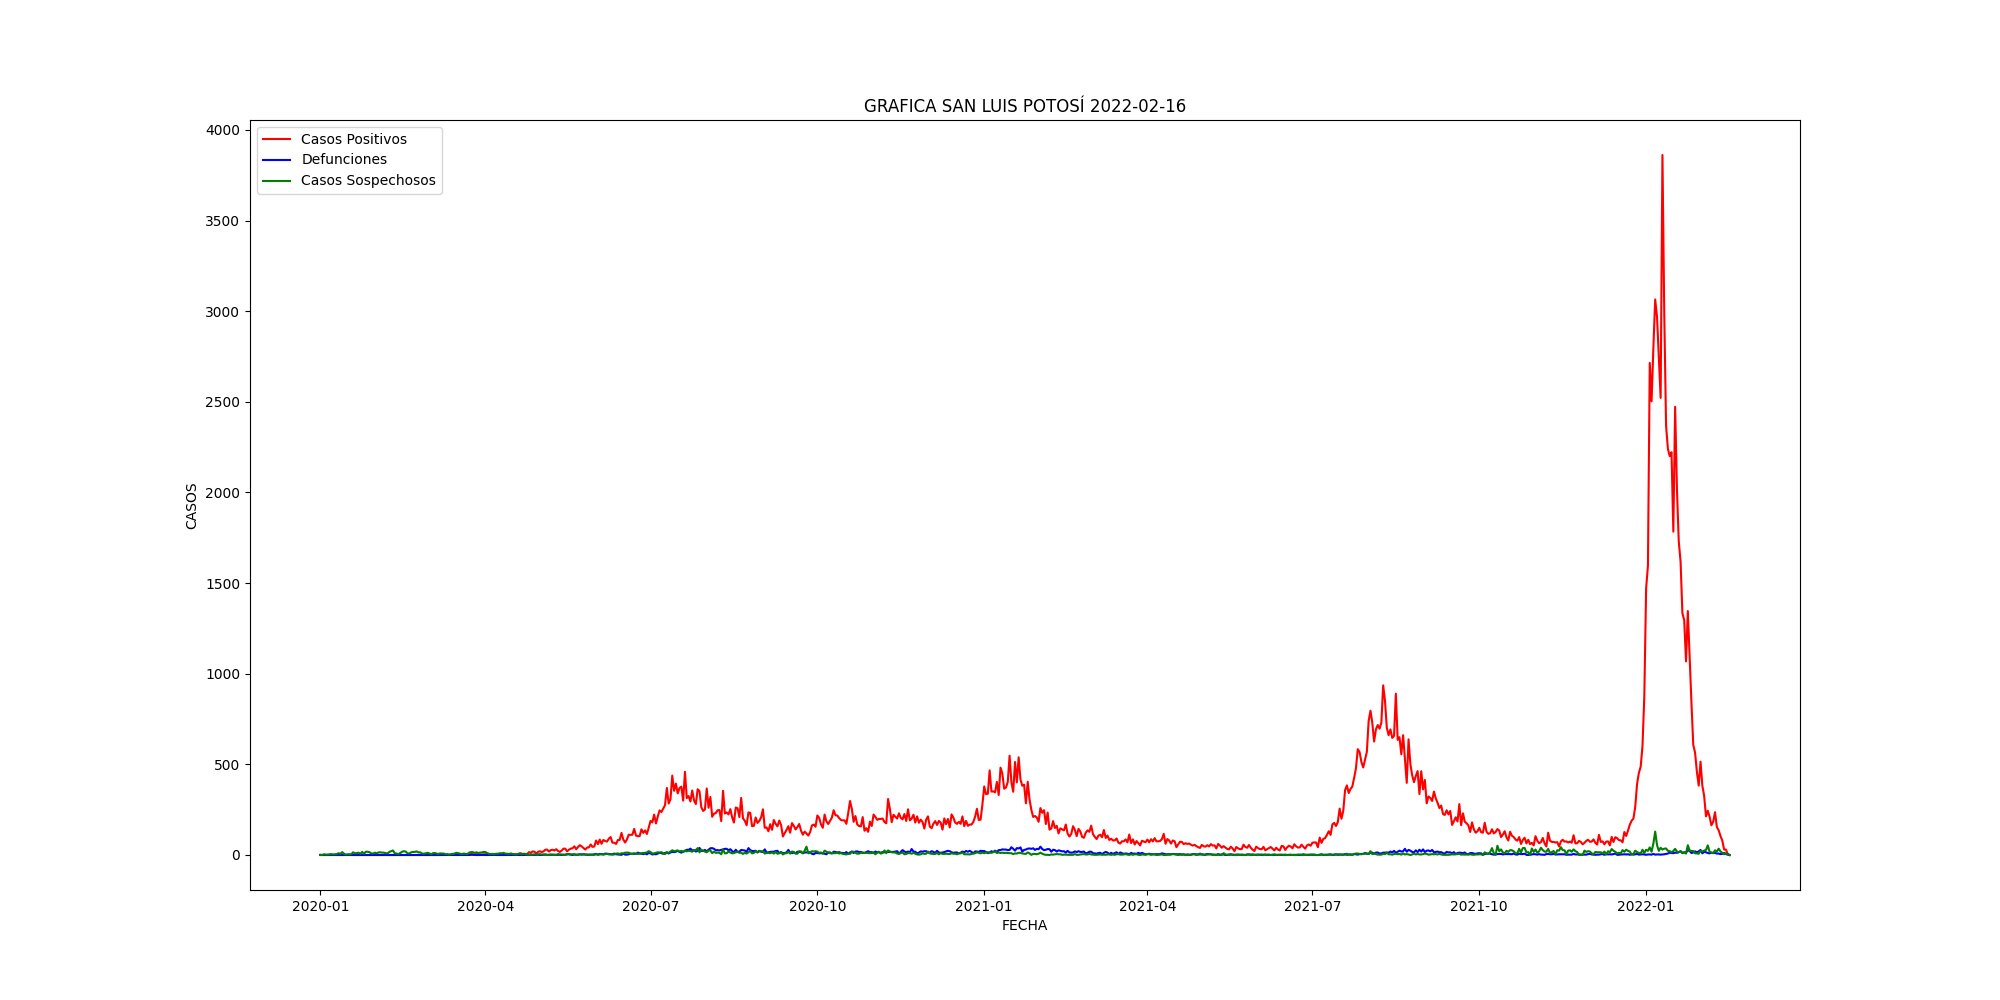 GRAFICA SAN LUIS POTOSÍ 2022-02-16
Casos Positivos
Defunciones
Casos Sospechosos
4000
3500
3000
2500
2000
1500
1000
500
0
CASOS
2020-01 2020-04 2020-07 2020-10 2021-01 2021-04 2021-07 2021-10 2022-01
FECHA